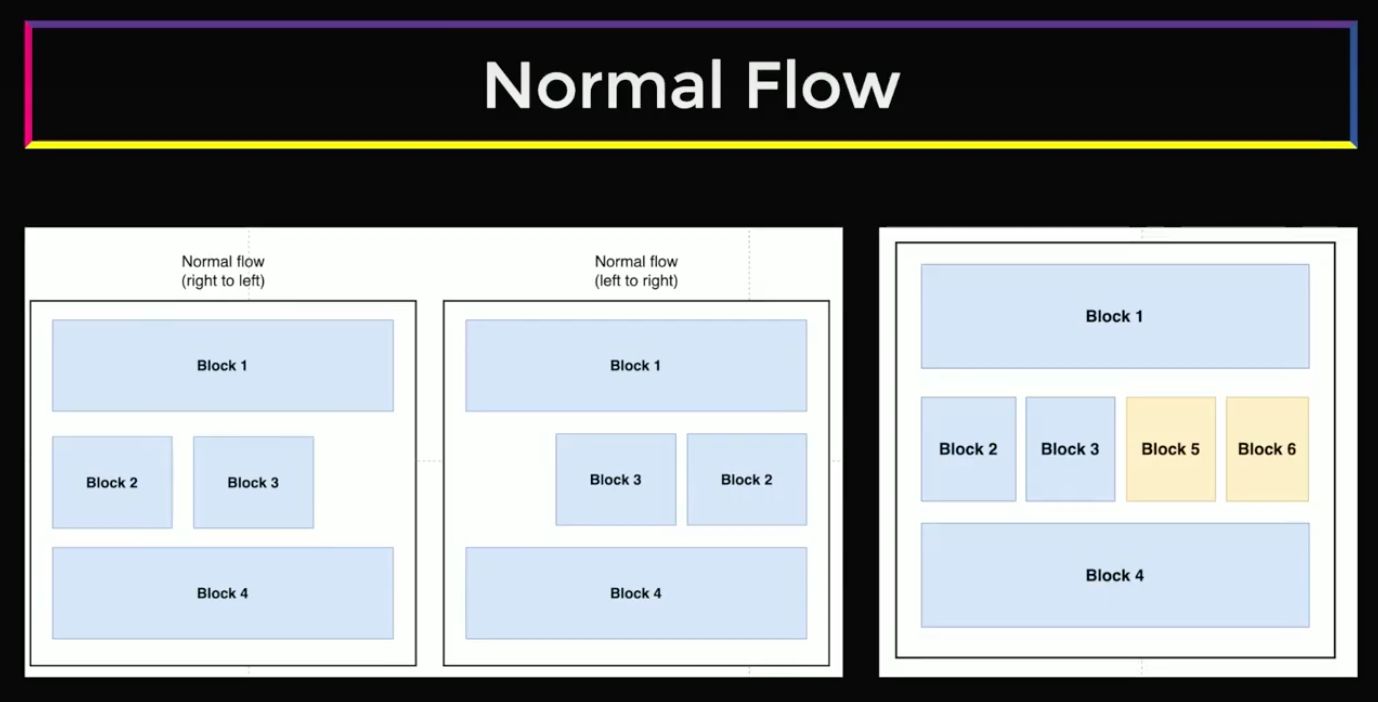 Normal Flow
Normal flow
(right to left)
Block 1
Block 2
Block 3
Block 4
Normal flow
(left to right)
Block 1
Block 3
Block 2
Block 4
Block 1
Block 2
Block 3
Block 5
Block 6
Block 4